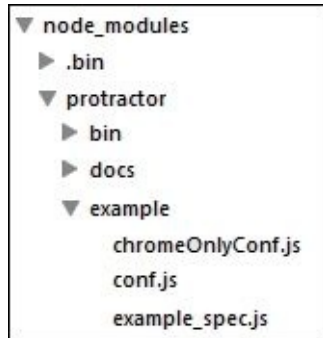 node_modules
.bin
protractor
bin
docs
example
chromeOnlyConf.js
conf.js
example_spec.js